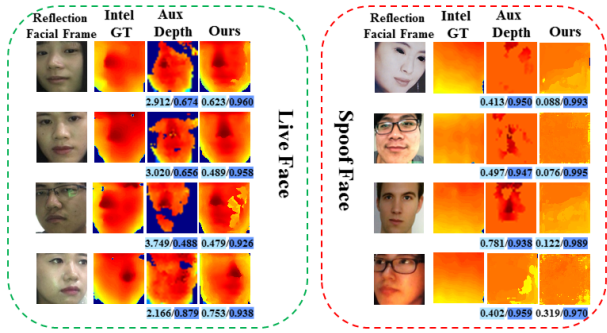 Reflection Facial Frame Intel GT Aux Depth Ours
2.912/0.674 0.623/0.960
3.020/0.656 0.489/0.958
3.749/0.488 0.479/0.926
2.166/0.879 0.753/0.938
Live Face
Spoof Face
Reflection Facial Frame Intel GT Aux Depth Ours
0.413/0.950 0.088/0.993
0.497/0.947 0.076/0.995
0.781/0.938 0.122/0.989
0.402/0.959 0.319/0.970